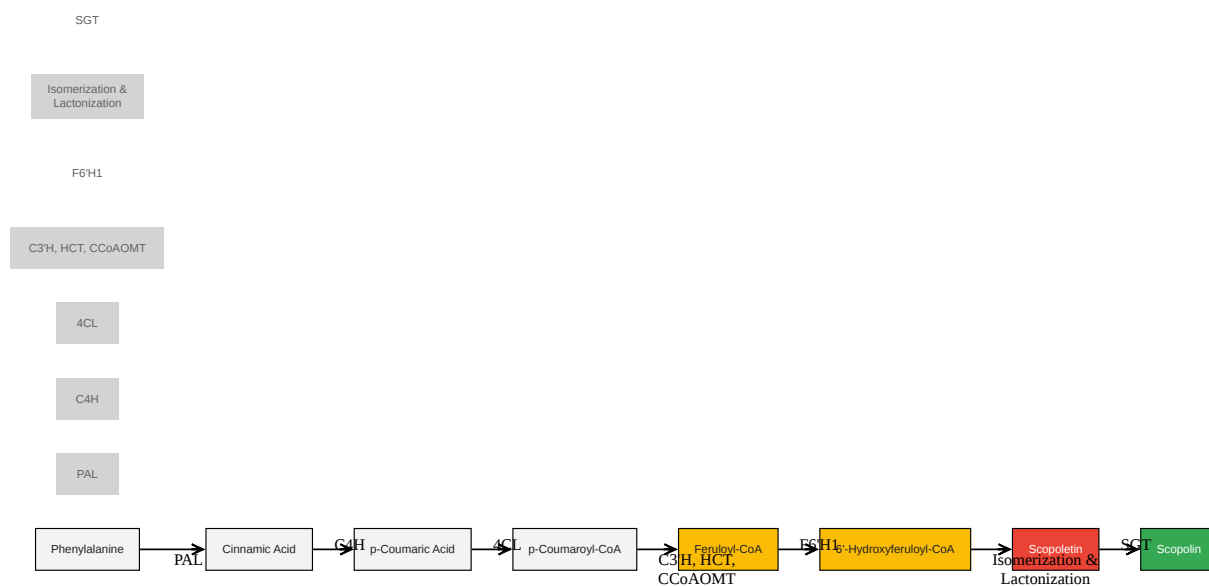 SGT
Isomerization &
Lactonization
F6'H1
C3'H, HCT, CCoAOMT
4CL
C4H
PAL
Phenylalanine
PAL
Cinnamic Acid
C4H
p-Coumaric Acid
4CL
p-Coumaroyl-CoA
C3'H, HCT,
CCoAOMT
Feruloyl-CoA
F6'H1
6'-Hydroxyferuloyl-CoA
Isomerization &
Lactonization
Scopoletin
SGT
Scopolin